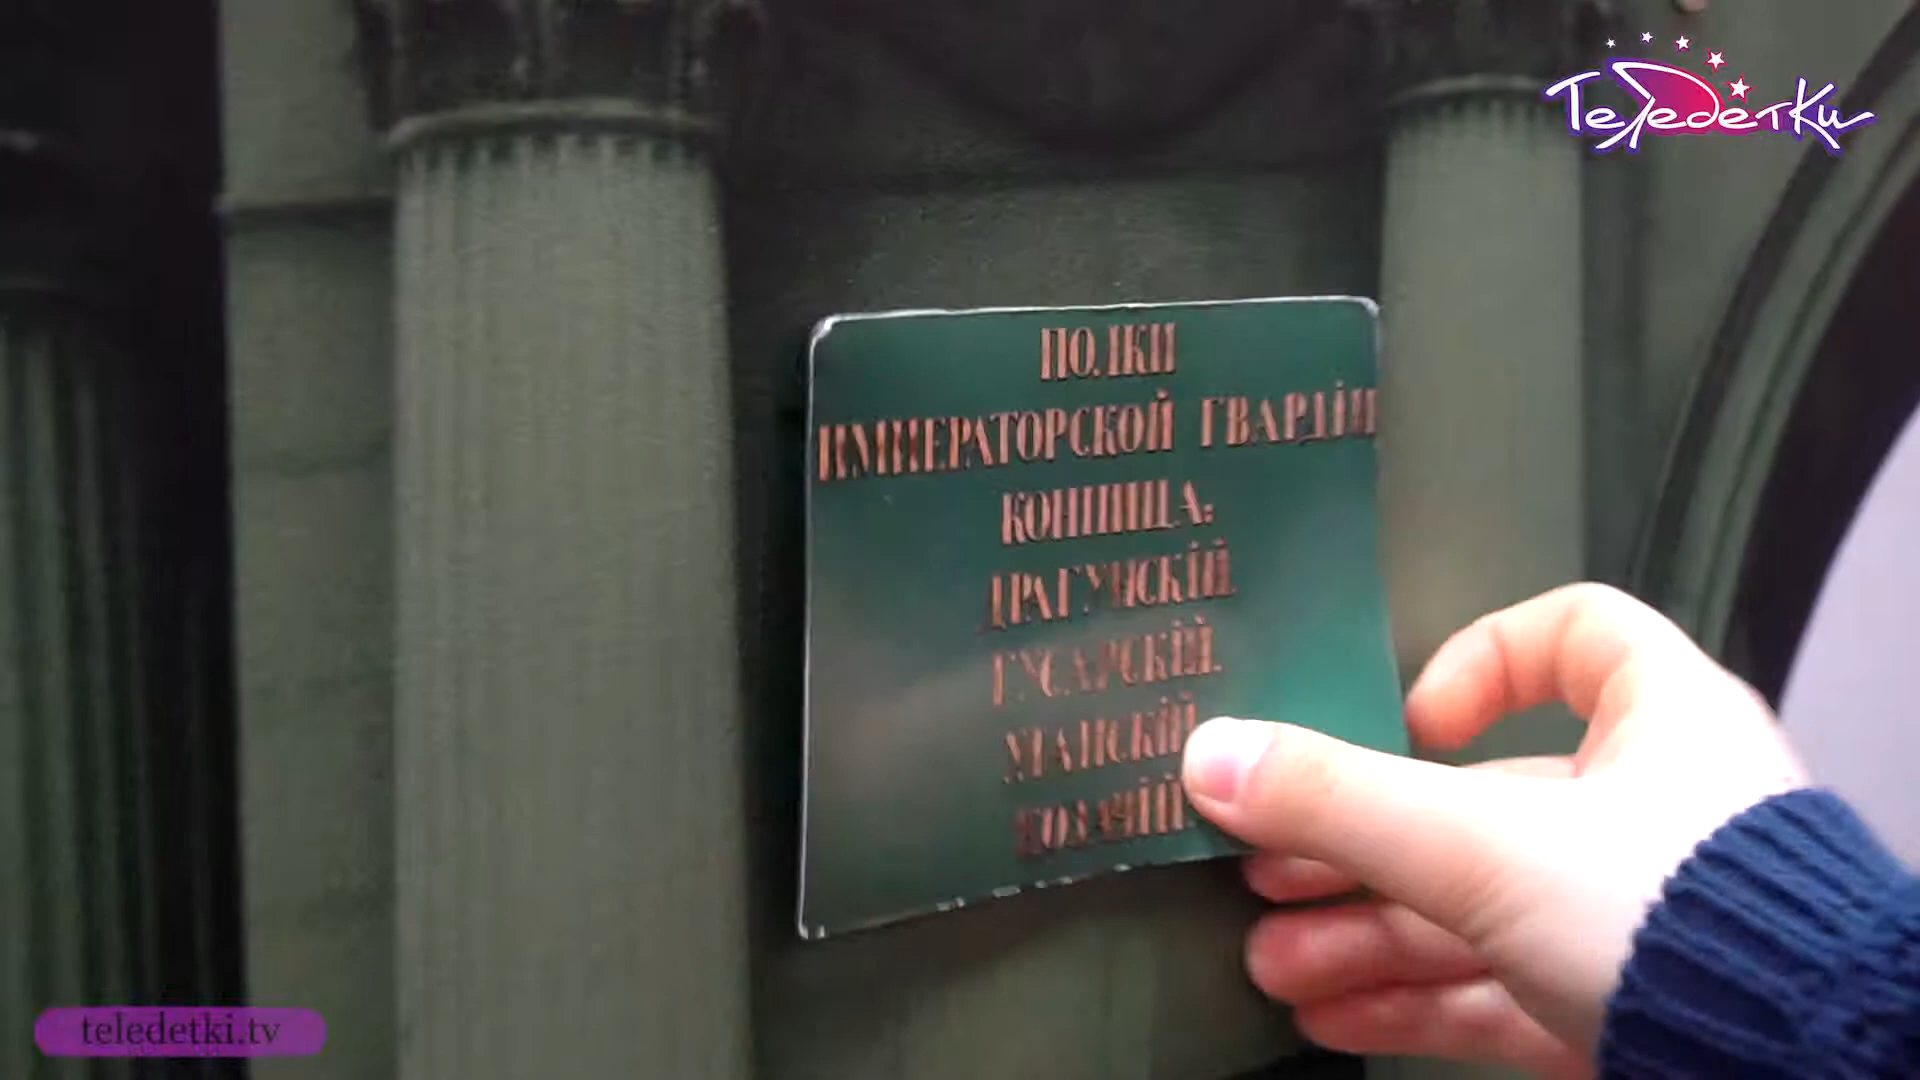 ТелеДетки
ПОЛКИ
ИМПЕРАТОРСКОЙ ГВАРДІИ
КОННИЦА:
ДРАГУНСКІЙ.
ГУСАРСКІЙ.
УЛАНСКІЙ
КОЗАЧІЙ.
teledetki.tv